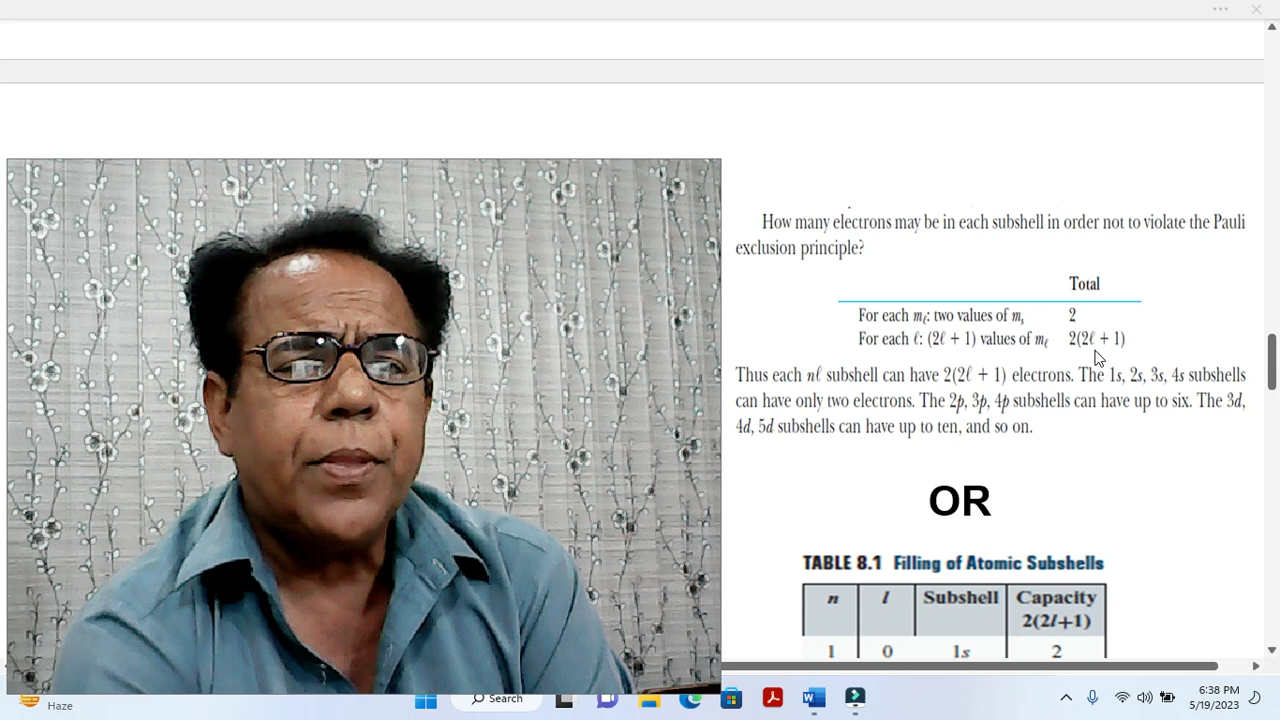 How many electrons may be in each subshell in order not to violate the Pauli
exclusion principle?
Total
For each mℓ: two values of ms 2
For each ℓ: (2ℓ + 1) values of mℓ 2(2ℓ + 1)
Thus each nℓ subshell can have 2(2ℓ + 1) electrons. The 1s, 2s, 3s, 4s subshells
can have only two electrons. The 2p, 3p, 4p subshells can have up to six. The 3d,
4d, 5d subshells can have up to ten, and so on.
OR
TABLE 8.1 Filling of Atomic Subshells
n l Subshell Capacity
2(2l+1)
1 0 1s 2
Haze
Search
6:38 PM
5/19/2023